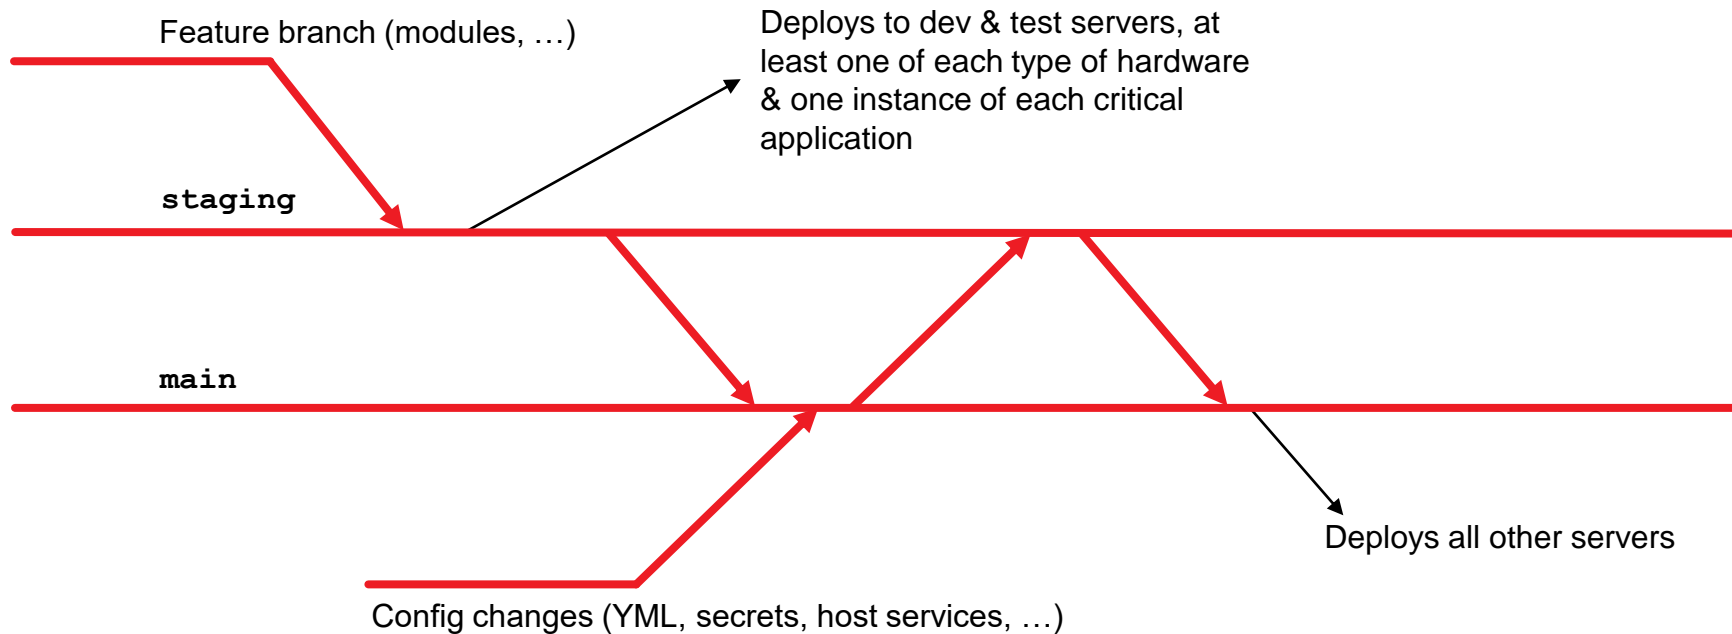 Feature branch (modules, …)
Deploys to dev & test servers, at
least one of each type of hardware
& one instance of each critical
application
staging
main
Deploys all other servers
Config changes (YML, secrets, host services, …)